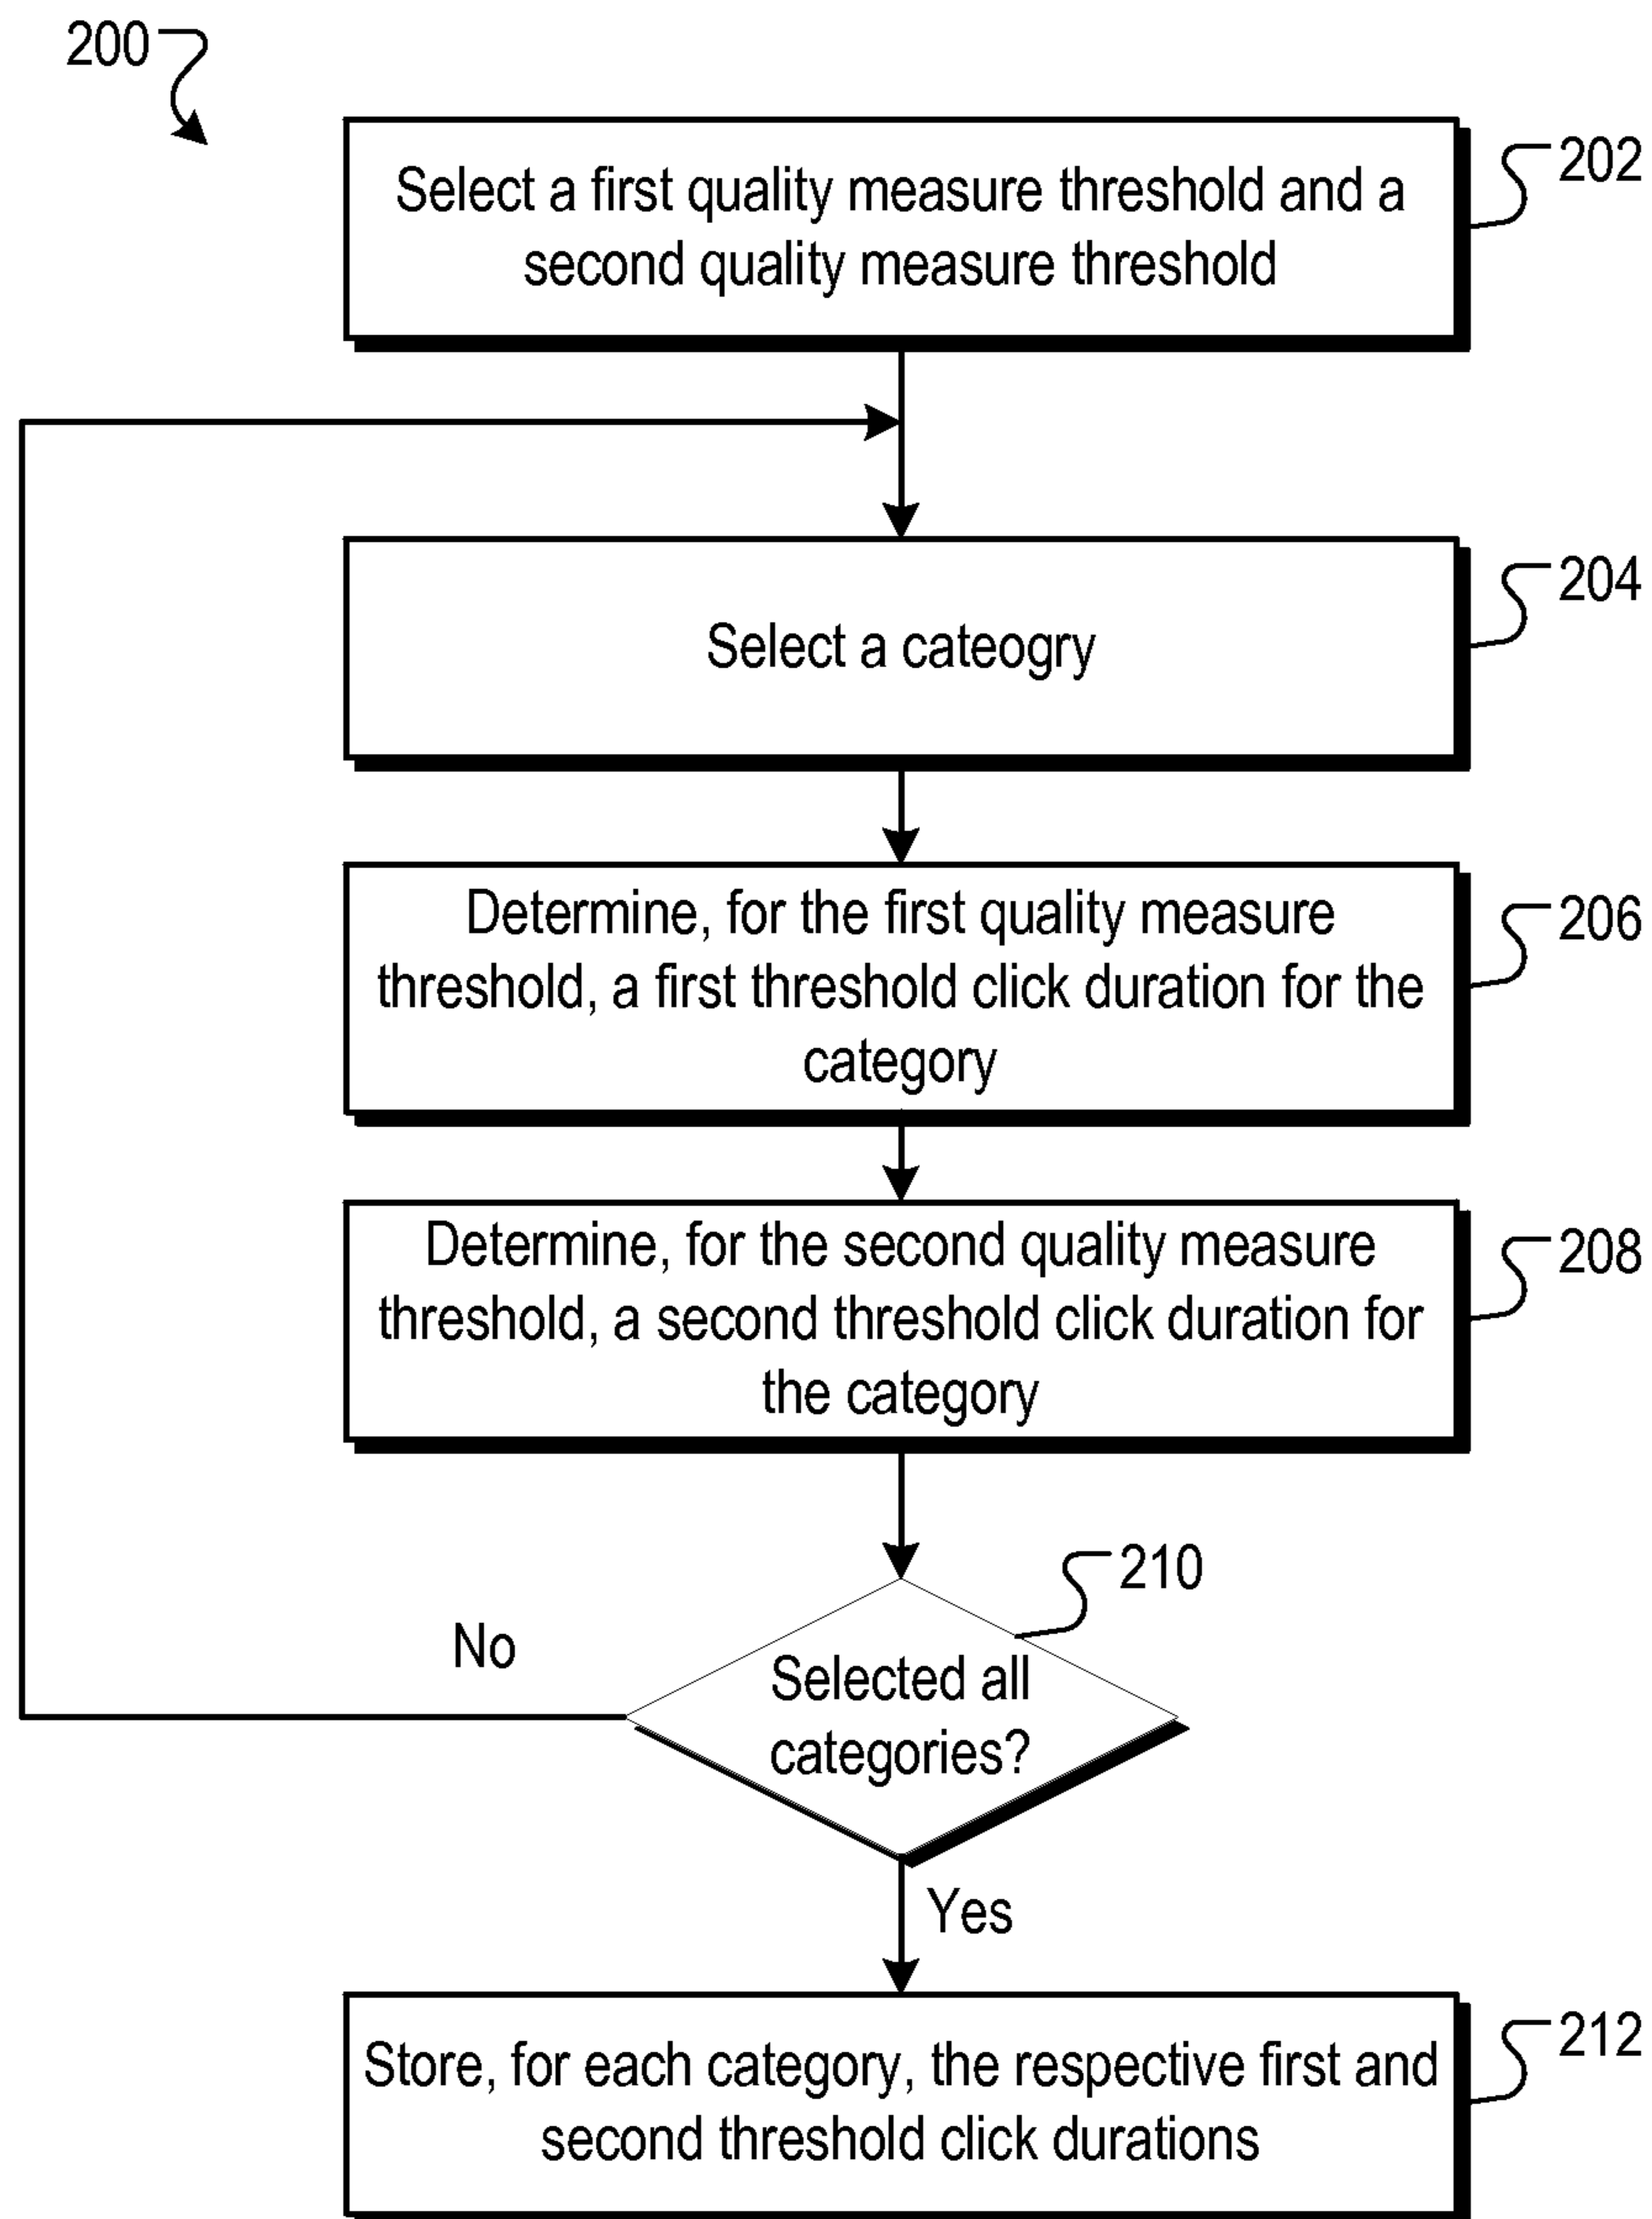 200
202
Select a first quality measure threshold and a
second quality measure threshold
204
Select a cateogry
206
Determine, for the first quality measure
threshold, a first threshold click duration for the
category
208
Determine, for the second quality measure
threshold, a second threshold click duration for
the category
210
No
Selected all
categories?
Yes
212
Store, for each category, the respective first and
second threshold click durations